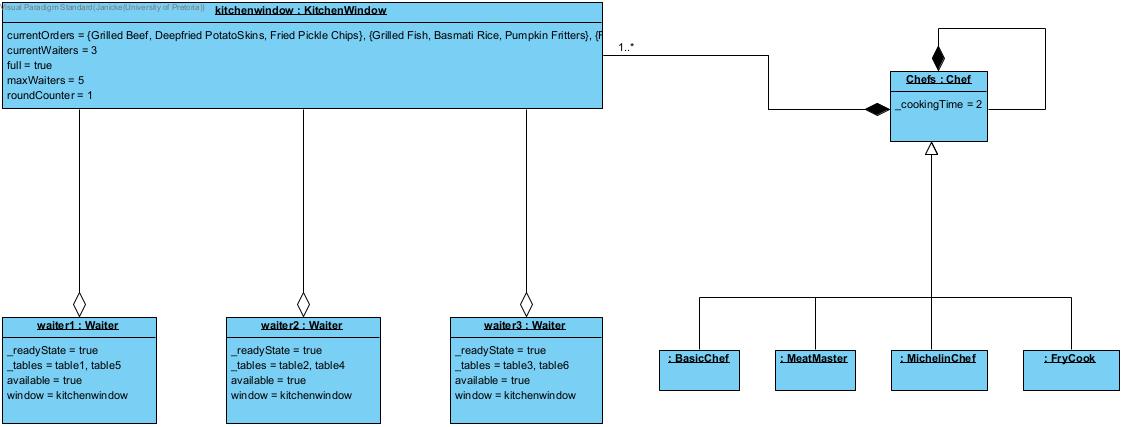 Visual Paradigm Standard(Janicke(University of Pretoria))
kitchenwindow : KitchenWindow
currentOrders = {Grilled Beef, Deepfried PotatoSkins, Fried Pickle Chips}, {Grilled Fish, Basmati Rice, Pumpkin Fritters}, {F
currentWaiters = 3
full = true
maxWaiters = 5
roundCounter = 1
1..*
Chefs : Chef
_cookingTime = 2
waiter1 : Waiter
_readyState = true
_tables = table1, table5
available = true
window = kitchenwindow
waiter2 : Waiter
_readyState = true
_tables = table2, table4
available = true
window = kitchenwindow
waiter3 : Waiter
_readyState = true
_tables = table3, table6
available = true
window = kitchenwindow
: BasicChef
: MeatMaster
: MichelinChef
: FryCook